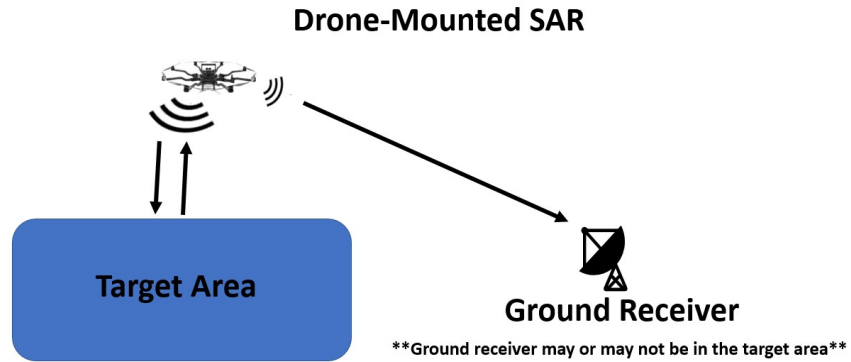 Drone-Mounted SAR
Target Area
Ground Receiver
**Ground receiver may or may not be in the target area**